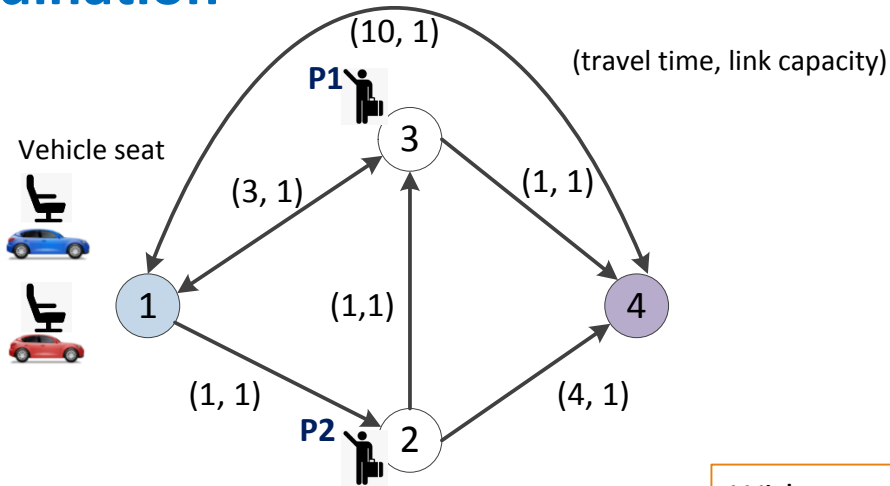 (10, 1)
(travel time, link capacity)
P1
3
Vehicle seat
(3, 1)
(1, 1)
1
(1,1)
4
(1, 1)
(4, 1)
P2
2